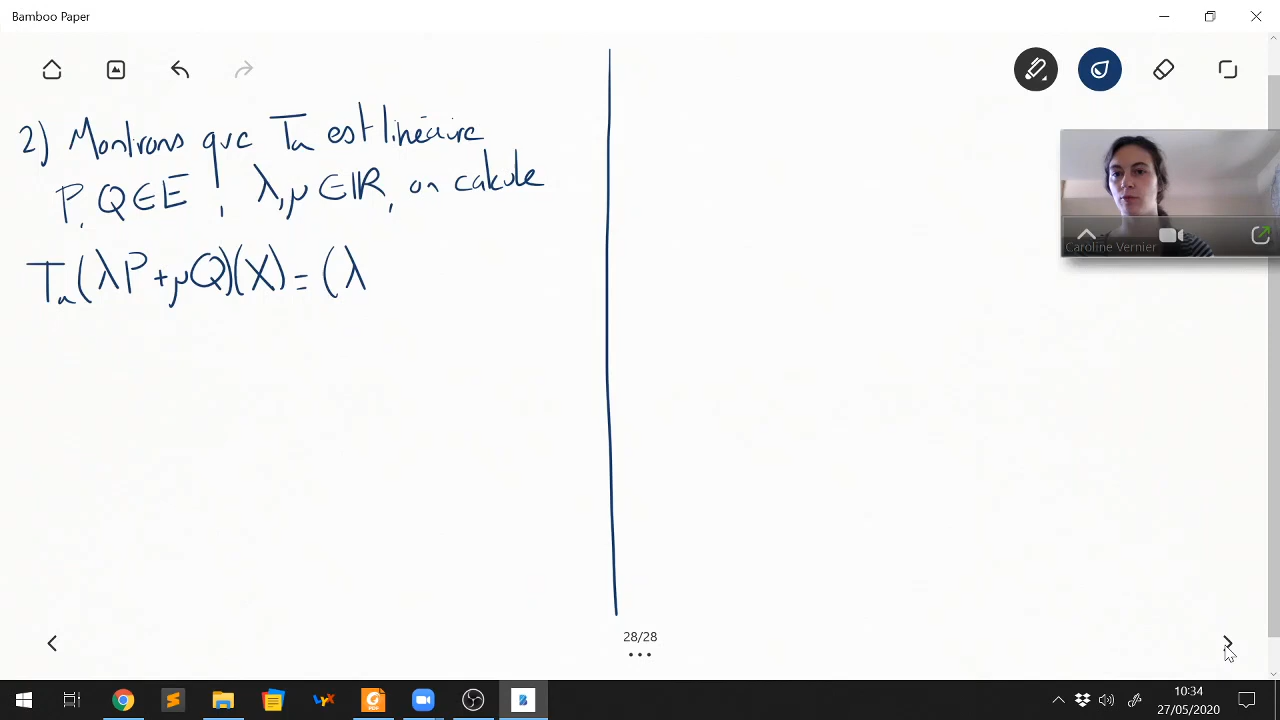 Bamboo Paper
2) Montrons que Ta est linéaire
P, Q ∈ E, λ, μ ∈ ℝ, on calcule
Ta(λP + μQ)(X) = (λ
Caroline Vernier
28/28
10:34
27/05/2020